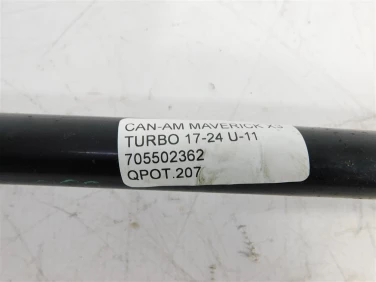 CAN-AM MAVERICK X3
TURBO 17-24 U-11
705502362
QPOT.207